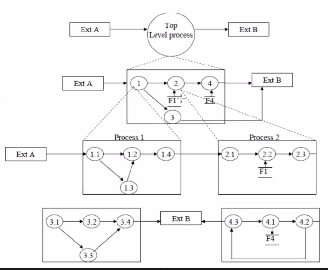 Ext A
Top
Level process
Ext B
Ext A
1
2
4
Ext B
F1
F4
3
Process 1
Process 2
Ext A
1.1
1.2
1.4
2.1
2.2
2.3
F1
1.3
3.1
3.2
3.4
Ext B
4.3
4.1
4.2
F4
3.3